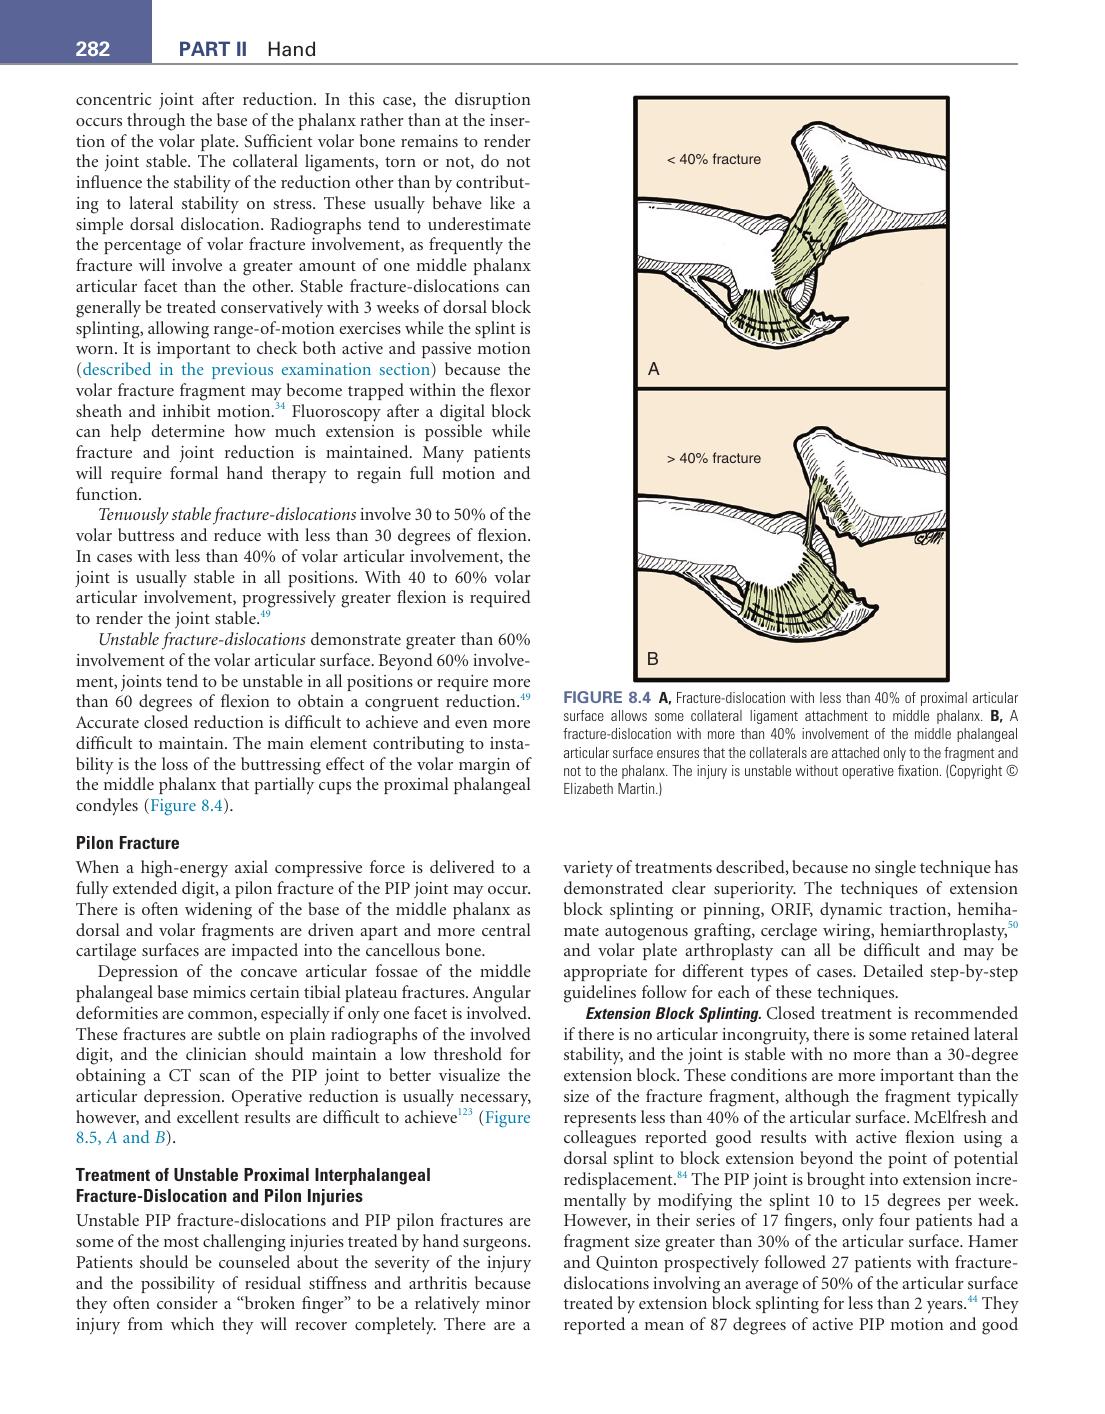 282 PART II Hand
concentric joint after reduction. In this case, the disruption
occurs through the base of the phalanx rather than at the inser-
tion of the volar plate. Sufficient volar bone remains to render
the joint stable. The collateral ligaments, torn or not, do not
influence the stability of the reduction other than by contribut-
ing to lateral stability on stress. These usually behave like a
simple dorsal dislocation. Radiographs tend to underestimate
the percentage of volar fracture involvement, as frequently the
fracture will involve a greater amount of one middle phalanx
articular facet than the other. Stable fracture-dislocations can
generally be treated conservatively with 3 weeks of dorsal block
splinting, allowing range-of-motion exercises while the splint is
worn. It is important to check both active and passive motion
(described in the previous examination section) because the
volar fracture fragment may become trapped within the flexor
sheath and inhibit motion.34 Fluoroscopy after a digital block
can help determine how much extension is possible while
fracture and joint reduction is maintained. Many patients
will require formal hand therapy to regain full motion and
function.
Tenuously stable fracture-dislocations involve 30 to 50% of the
volar buttress and reduce with less than 30 degrees of flexion.
In cases with less than 40% of volar articular involvement, the
joint is usually stable in all positions. With 40 to 60% volar
articular involvement, progressively greater flexion is required
to render the joint stable.49
Unstable fracture-dislocations demonstrate greater than 60%
involvement of the volar articular surface. Beyond 60% involve-
ment, joints tend to be unstable in all positions or require more
than 60 degrees of flexion to obtain a congruent reduction.49
Accurate closed reduction is difficult to achieve and even more
difficult to maintain. The main element contributing to insta-
bility is the loss of the buttressing effect of the volar margin of
the middle phalanx that partially cups the proximal phalangeal
condyles (Figure 8.4).
< 40% fracture
A
> 40% fracture
B
FIGURE 8.4 A, Fracture-dislocation with less than 40% of proximal articular
surface allows some collateral ligament attachment to middle phalanx. B, A
fracture-dislocation with more than 40% involvement of the middle phalangeal
articular surface ensures that the collaterals are attached only to the fragment and
not to the phalanx. The injury is unstable without operative fixation. (Copyright ©
Elizabeth Martin.)
Pilon Fracture
When a high-energy axial compressive force is delivered to a
fully extended digit, a pilon fracture of the PIP joint may occur.
There is often widening of the base of the middle phalanx as
dorsal and volar fragments are driven apart and more central
cartilage surfaces are impacted into the cancellous bone.
Depression of the concave articular fossae of the middle
phalangeal base mimics certain tibial plateau fractures. Angular
deformities are common, especially if only one facet is involved.
These fractures are subtle on plain radiographs of the involved
digit, and the clinician should maintain a low threshold for
obtaining a CT scan of the PIP joint to better visualize the
articular depression. Operative reduction is usually necessary,
however, and excellent results are difficult to achieve123 (Figure
8.5, A and B).
Treatment of Unstable Proximal Interphalangeal
Fracture-Dislocation and Pilon Injuries
Unstable PIP fracture-dislocations and PIP pilon fractures are
some of the most challenging injuries treated by hand surgeons.
Patients should be counseled about the severity of the injury
and the possibility of residual stiffness and arthritis because
they often consider a “broken finger” to be a relatively minor
injury from which they will recover completely. There are a
variety of treatments described, because no single technique has
demonstrated clear superiority. The techniques of extension
block splinting or pinning, ORIF, dynamic traction, hemiha-
mate autogenous grafting, cerclage wiring, hemiarthroplasty,50
and volar plate arthroplasty can all be difficult and may be
appropriate for different types of cases. Detailed step-by-step
guidelines follow for each of these techniques.
Extension Block Splinting. Closed treatment is recommended
if there is no articular incongruity, there is some retained lateral
stability, and the joint is stable with no more than a 30-degree
extension block. These conditions are more important than the
size of the fracture fragment, although the fragment typically
represents less than 40% of the articular surface. McElfresh and
colleagues reported good results with active flexion using a
dorsal splint to block extension beyond the point of potential
redisplacement.84 The PIP joint is brought into extension incre-
mentally by modifying the splint 10 to 15 degrees per week.
However, in their series of 17 fingers, only four patients had a
fragment size greater than 30% of the articular surface. Hamer
and Quinton prospectively followed 27 patients with fracture-
dislocations involving an average of 50% of the articular surface
treated by extension block splinting for less than 2 years.44 They
reported a mean of 87 degrees of active PIP motion and good